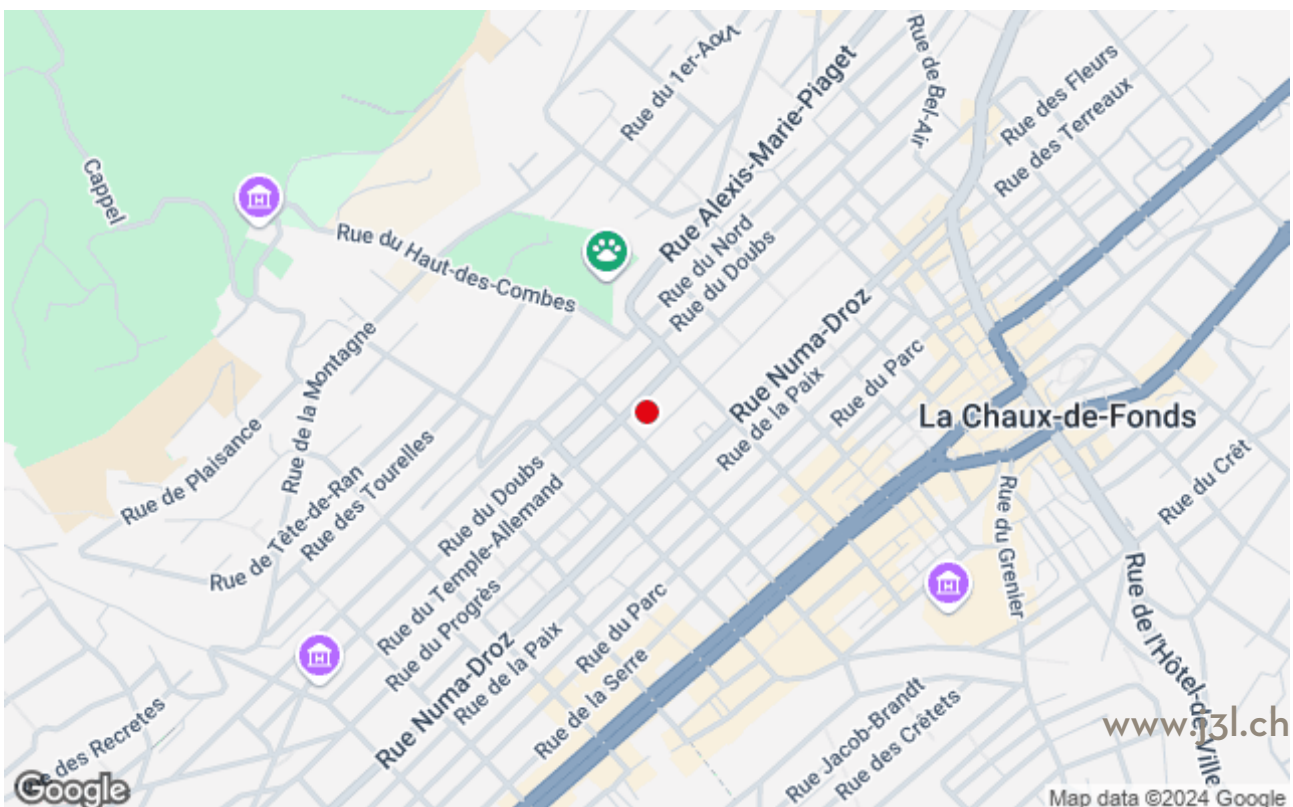 Rue du 1er-Août
Rue Alexis-Marie-Piaget
Rue de Bel-Air
Rue des Fleurs
Rue des Terreaux
Cappel
Rue du Haut-des-Combes
Rue du Nord
Rue du Doubs
Rue Numa-Droz
Rue de la Paix
Rue du Parc
La Chaux-de-Fonds
Rue de la Montagne
Rue de Plaisance
Rue de Tête-de-Ran
Rue des Tourelles
Rue du Doubs
Rue du Temple-Allemand
Rue du Progrès
Rue Numa-Droz
Rue de la Paix
Rue du Parc
Rue de la Serre
Rue du Crêt
Rue du Grenier
Rue de l'Hôtel-de-Ville
Rue Jacob-Brandt
Rue des Crêtets
Rue des Recretes
www.j3l.ch
Google
Map data ©2024 Google